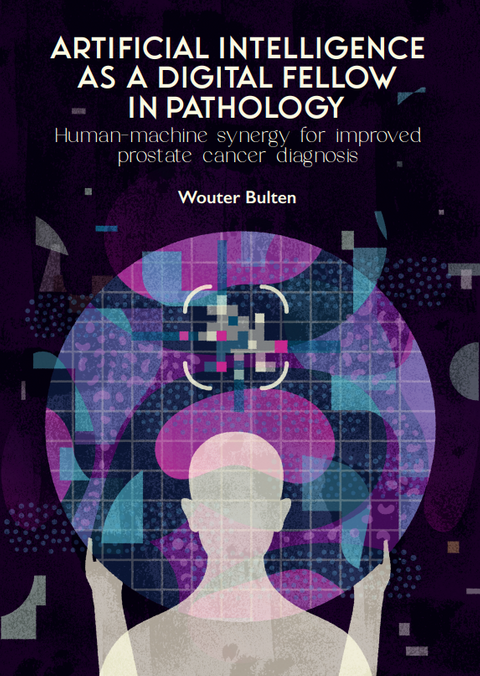 ARTIFICIAL INTELLIGENCE
AS A DIGITAL FELLOW
IN PATHOLOGY
Human-machine synergy for improved
prostate cancer diagnosis
Wouter Bulten